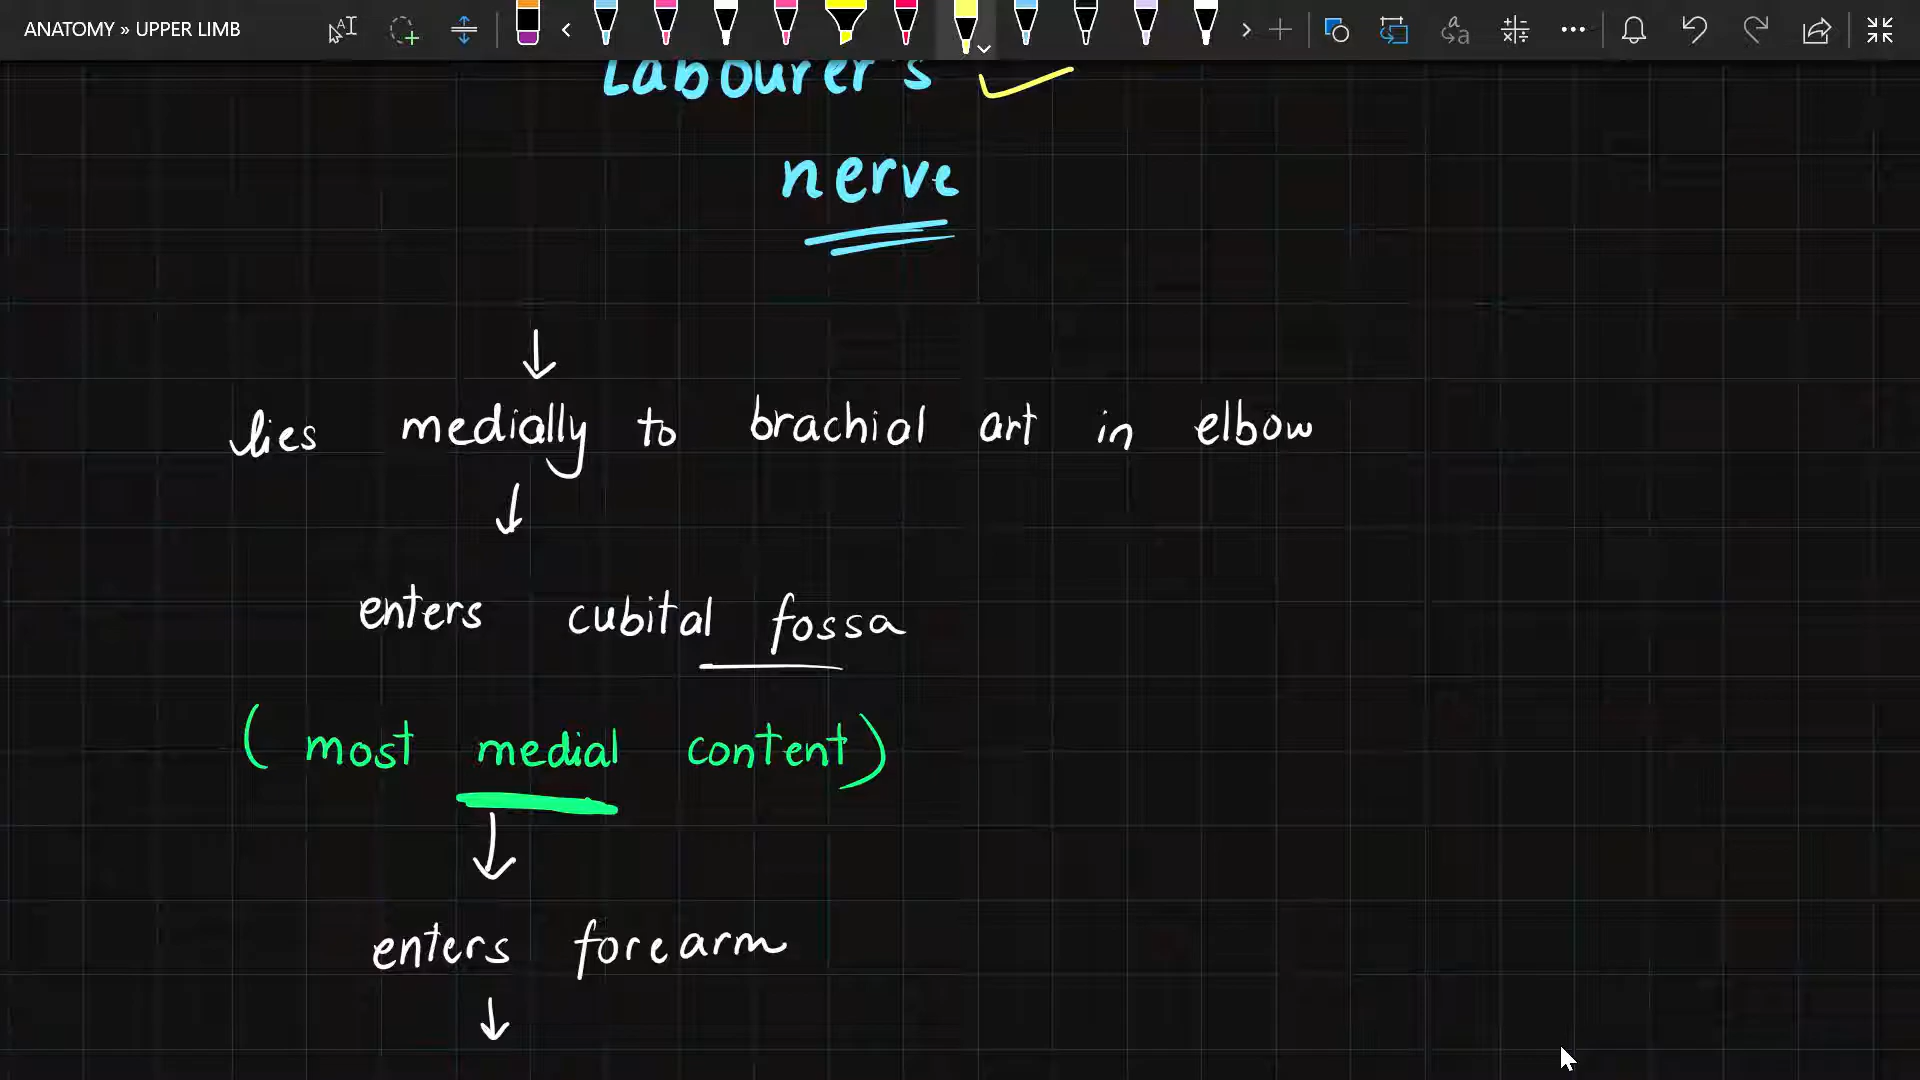 ANATOMY » UPPER LIMB
Labourer's
nerve
lies medially to brachial art in elbow
enters cubital fossa
( most medial content)
enters forearm